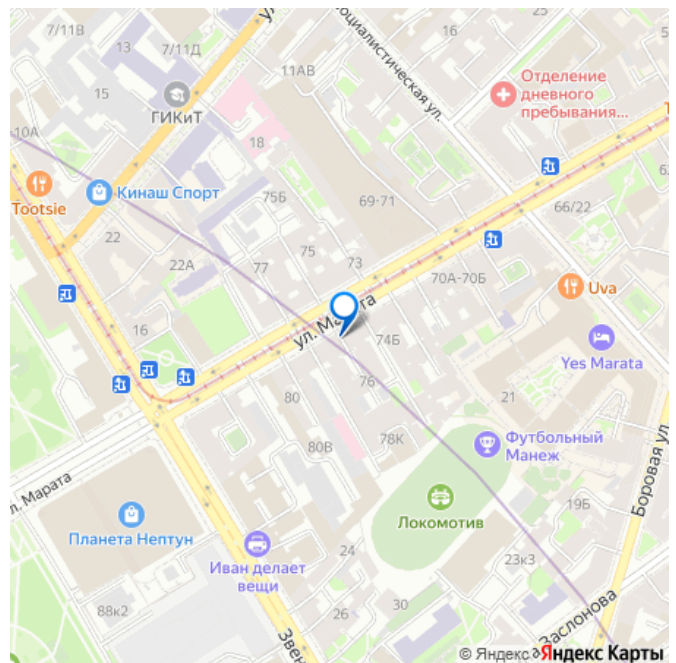 7/11В
13
7/11Д
15
ГИКиТ
10А
18
11АВ
Социалистическая ул.
16
25
Отделение
дневного
пребывания...
Tootsie
Кинаш Спорт
75Б
69-71
66/22
22
22А
77
75
73
70А-70Б
Uva
16
ул. Марата
74Б
Yes Marata
76
80
21
78К
80В
Футбольный
Манеж
Боровая ул.
Марата
Локомотив
19Б
Планета Нептун
Иван делает
вещи
24
23к3
88к2
26
30
Звен
Заслонова
© Яндекс Яндекс Карты